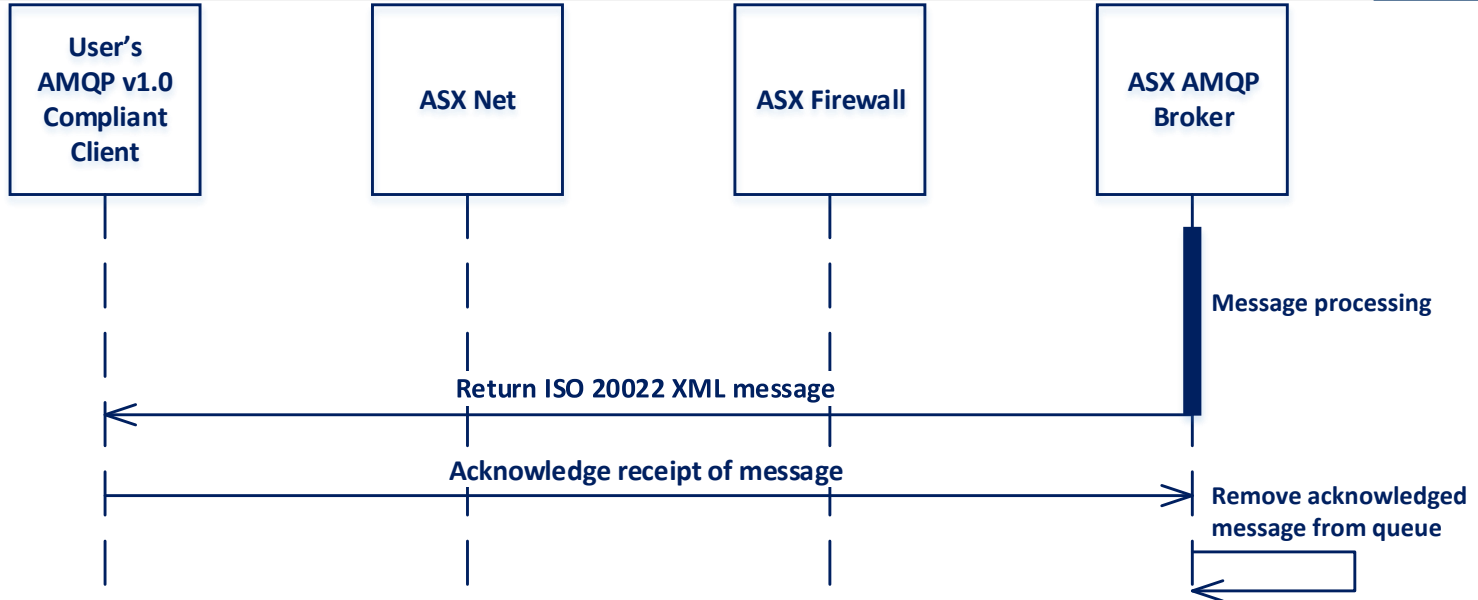 User's
AMQP v1.0
Compliant
Client
ASX Net
ASX Firewall
ASX AMQP
Broker
Message processing
Return ISO 20022 XML message
Acknowledge receipt of message
Remove acknowledged
message from queue